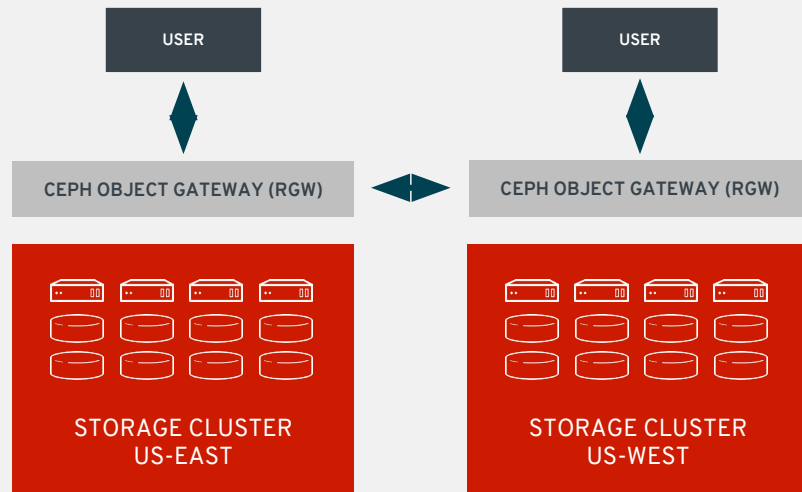 USER
USER
CEPH OBJECT GATEWAY (RGW)
CEPH OBJECT GATEWAY (RGW)
STORAGE CLUSTER
US-EAST
STORAGE CLUSTER
US-WEST